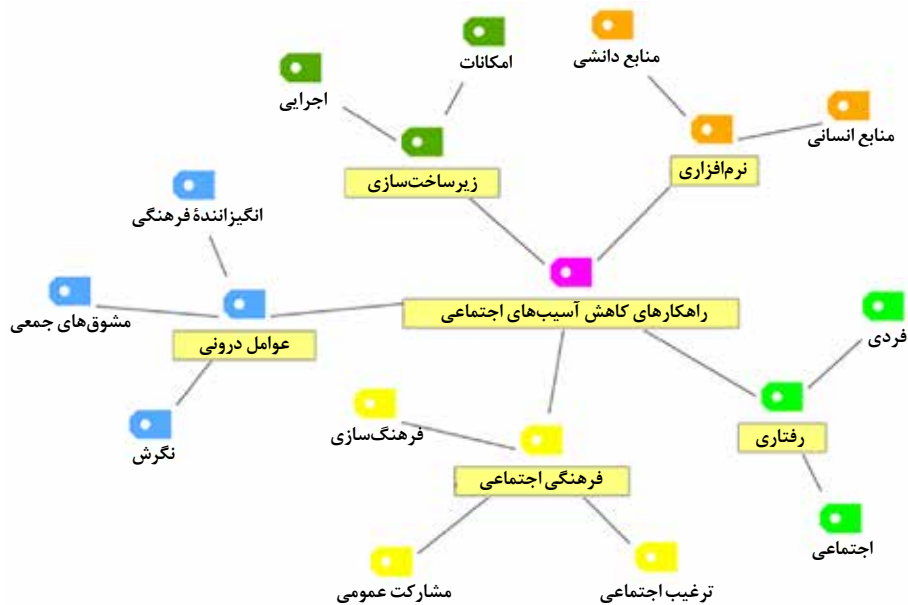 امکانات
منابع دانشی
اجرایی
منابع انسانی
نرم‌افزاری
زیرساخت‌سازی
انگیزانندهٔ فرهنگی
راهکارهای کاهش آسیب‌های اجتماعی
مشوق‌های جمعی
عوامل درونی
فردی
رفتاری
فرهنگ‌سازی
نگرش
فرهنگی اجتماعی
اجتماعی
ترغیب اجتماعی
مشارکت عمومی